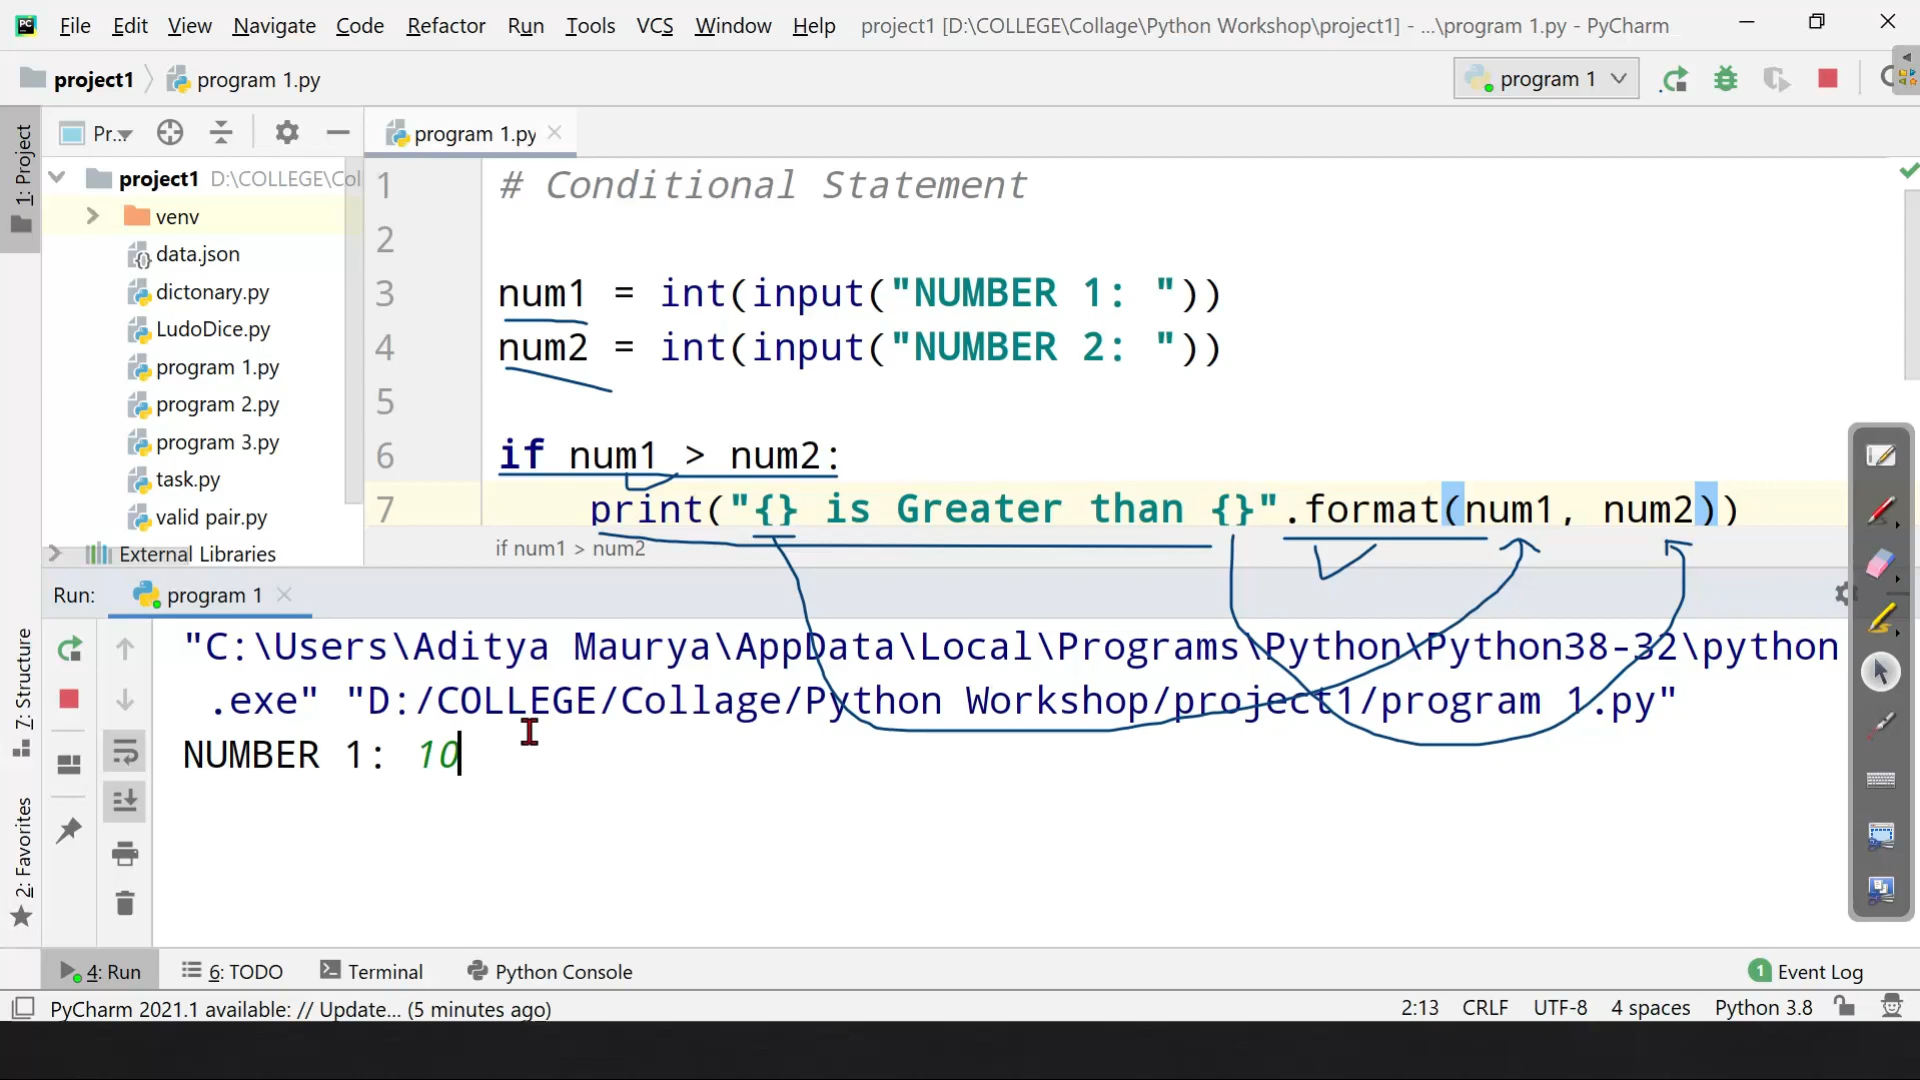 File Edit View Navigate Code Refactor Run Tools VCS Window Help project1 [D:\COLLEGE\Collage\Python Workshop\project1] - ...\program 1.py - PyCharm
project1 program 1.py program 1
1: Project
Pr... program 1.py
project1 D:\COLLEGE\Col
venv
data.json
dictonary.py
LudoDice.py
program 1.py
program 2.py
program 3.py
task.py
valid pair.py
External Libraries
1 # Conditional Statement
2
3 num1 = int(input("NUMBER 1: "))
4 num2 = int(input("NUMBER 2: "))
5
6 if num1 > num2:
7 print("{} is Greater than {}".format(num1, num2))
if num1 > num2
Run: program 1
7: Structure
2: Favorites
"C:\Users\Aditya Maurya\AppData\Local\Programs\Python\Python38-32\python
.exe" "D:/COLLEGE/Collage/Python Workshop/project1/program 1.py"
NUMBER 1: 10
4: Run 6: TODO Terminal Python Console 1 Event Log
PyCharm 2021.1 available: // Update... (5 minutes ago) 2:13 CRLF UTF-8 4 spaces Python 3.8